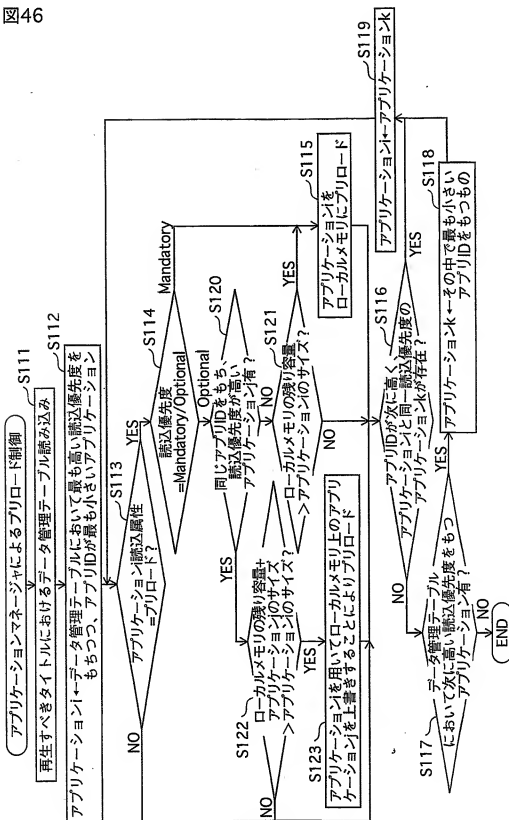 図46
アプリケーションマネージャによるプリロード制御
S111
再生すべきタイトルにおけるデータ管理テーブル読み込み
S112
アプリケーションi←データ管理テーブルにおいて最も高い読込優先度を
もちつつ、アプリIDが最も小さいアプリケーション
S113
アプリケーションi読込属性
=プリロード?
YES
NO
S114
読込優先度
=Mandatory/Optional
Mandatory
Optional
S115
アプリケーションiを
ローカルメモリにプリロード
S120
同じアプリIDをもち、
読込優先度が高い
アプリケーションj有?
YES
NO
S121
ローカルメモリの残り容量
>アプリケーションiのサイズ?
YES
NO
S122
ローカルメモリの残り容量+
アプリケーションjのサイズ
>アプリケーションiのサイズ?
YES
NO
S123
アプリケーションiを用いてローカルメモリ上のアプリ
ケーションjを上書きすることによりプリロード
S116
アプリIDが次に高く
アプリケーションiと同一読込優先度の
アプリケーションkが存在?
YES
NO
S117
データ管理テーブル
において次に高い読込優先度をもつ
アプリケーション有?
YES
NO
END
S118
アプリケーションk←その中で最も小さい
アプリIDをもつもの
S119
アプリケーションi←アプリケーションk